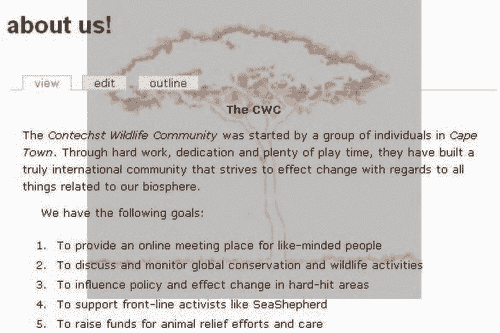 about us!
view edit outline
The CWC
The Contechst Wildlife Community was started by a group of individuals in Cape
Town. Through hard work, dedication and plenty of play time, they have built a
truly international community that strives to effect change with regards to all
things related to our biosphere.
We have the following goals:
1. To provide an online meeting place for like-minded people
2. To discuss and monitor global conservation and wildlife activities
3. To influence policy and effect change in hard-hit areas
4. To support front-line activists like SeaShepherd
5. To raise funds for animal relief efforts and care